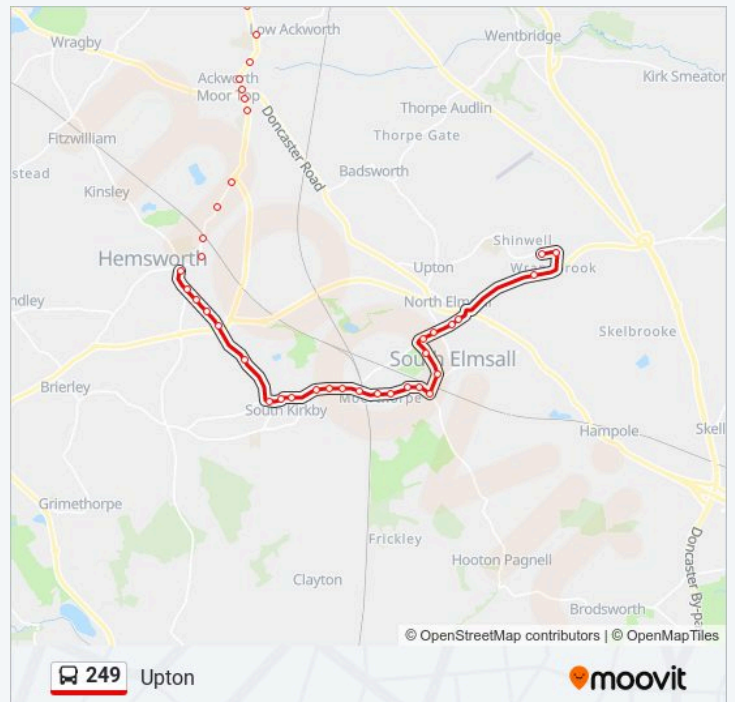 Low Ackworth
Wragby
Wentbridge
Ackworth
Moor Top
Kirk Smeaton
Thorpe Audlin
Doncaster Road
Fitzwilliam
Thorpe Gate
stead
Badsworth
Kinsley
Shinwell
Hemsworth
Upton
Wrangbrook
ndley
North Elmsall
Skelbrooke
South Elmsall
Brierley
Moorthorpe
South Kirkby
Skell
Hampole
Grimethorpe
Doncaster By-pa
Frickley
Hooton Pagnell
Clayton
Brodsworth
© OpenStreetMap contributors | © OpenMapTiles
249 Upton
moovit